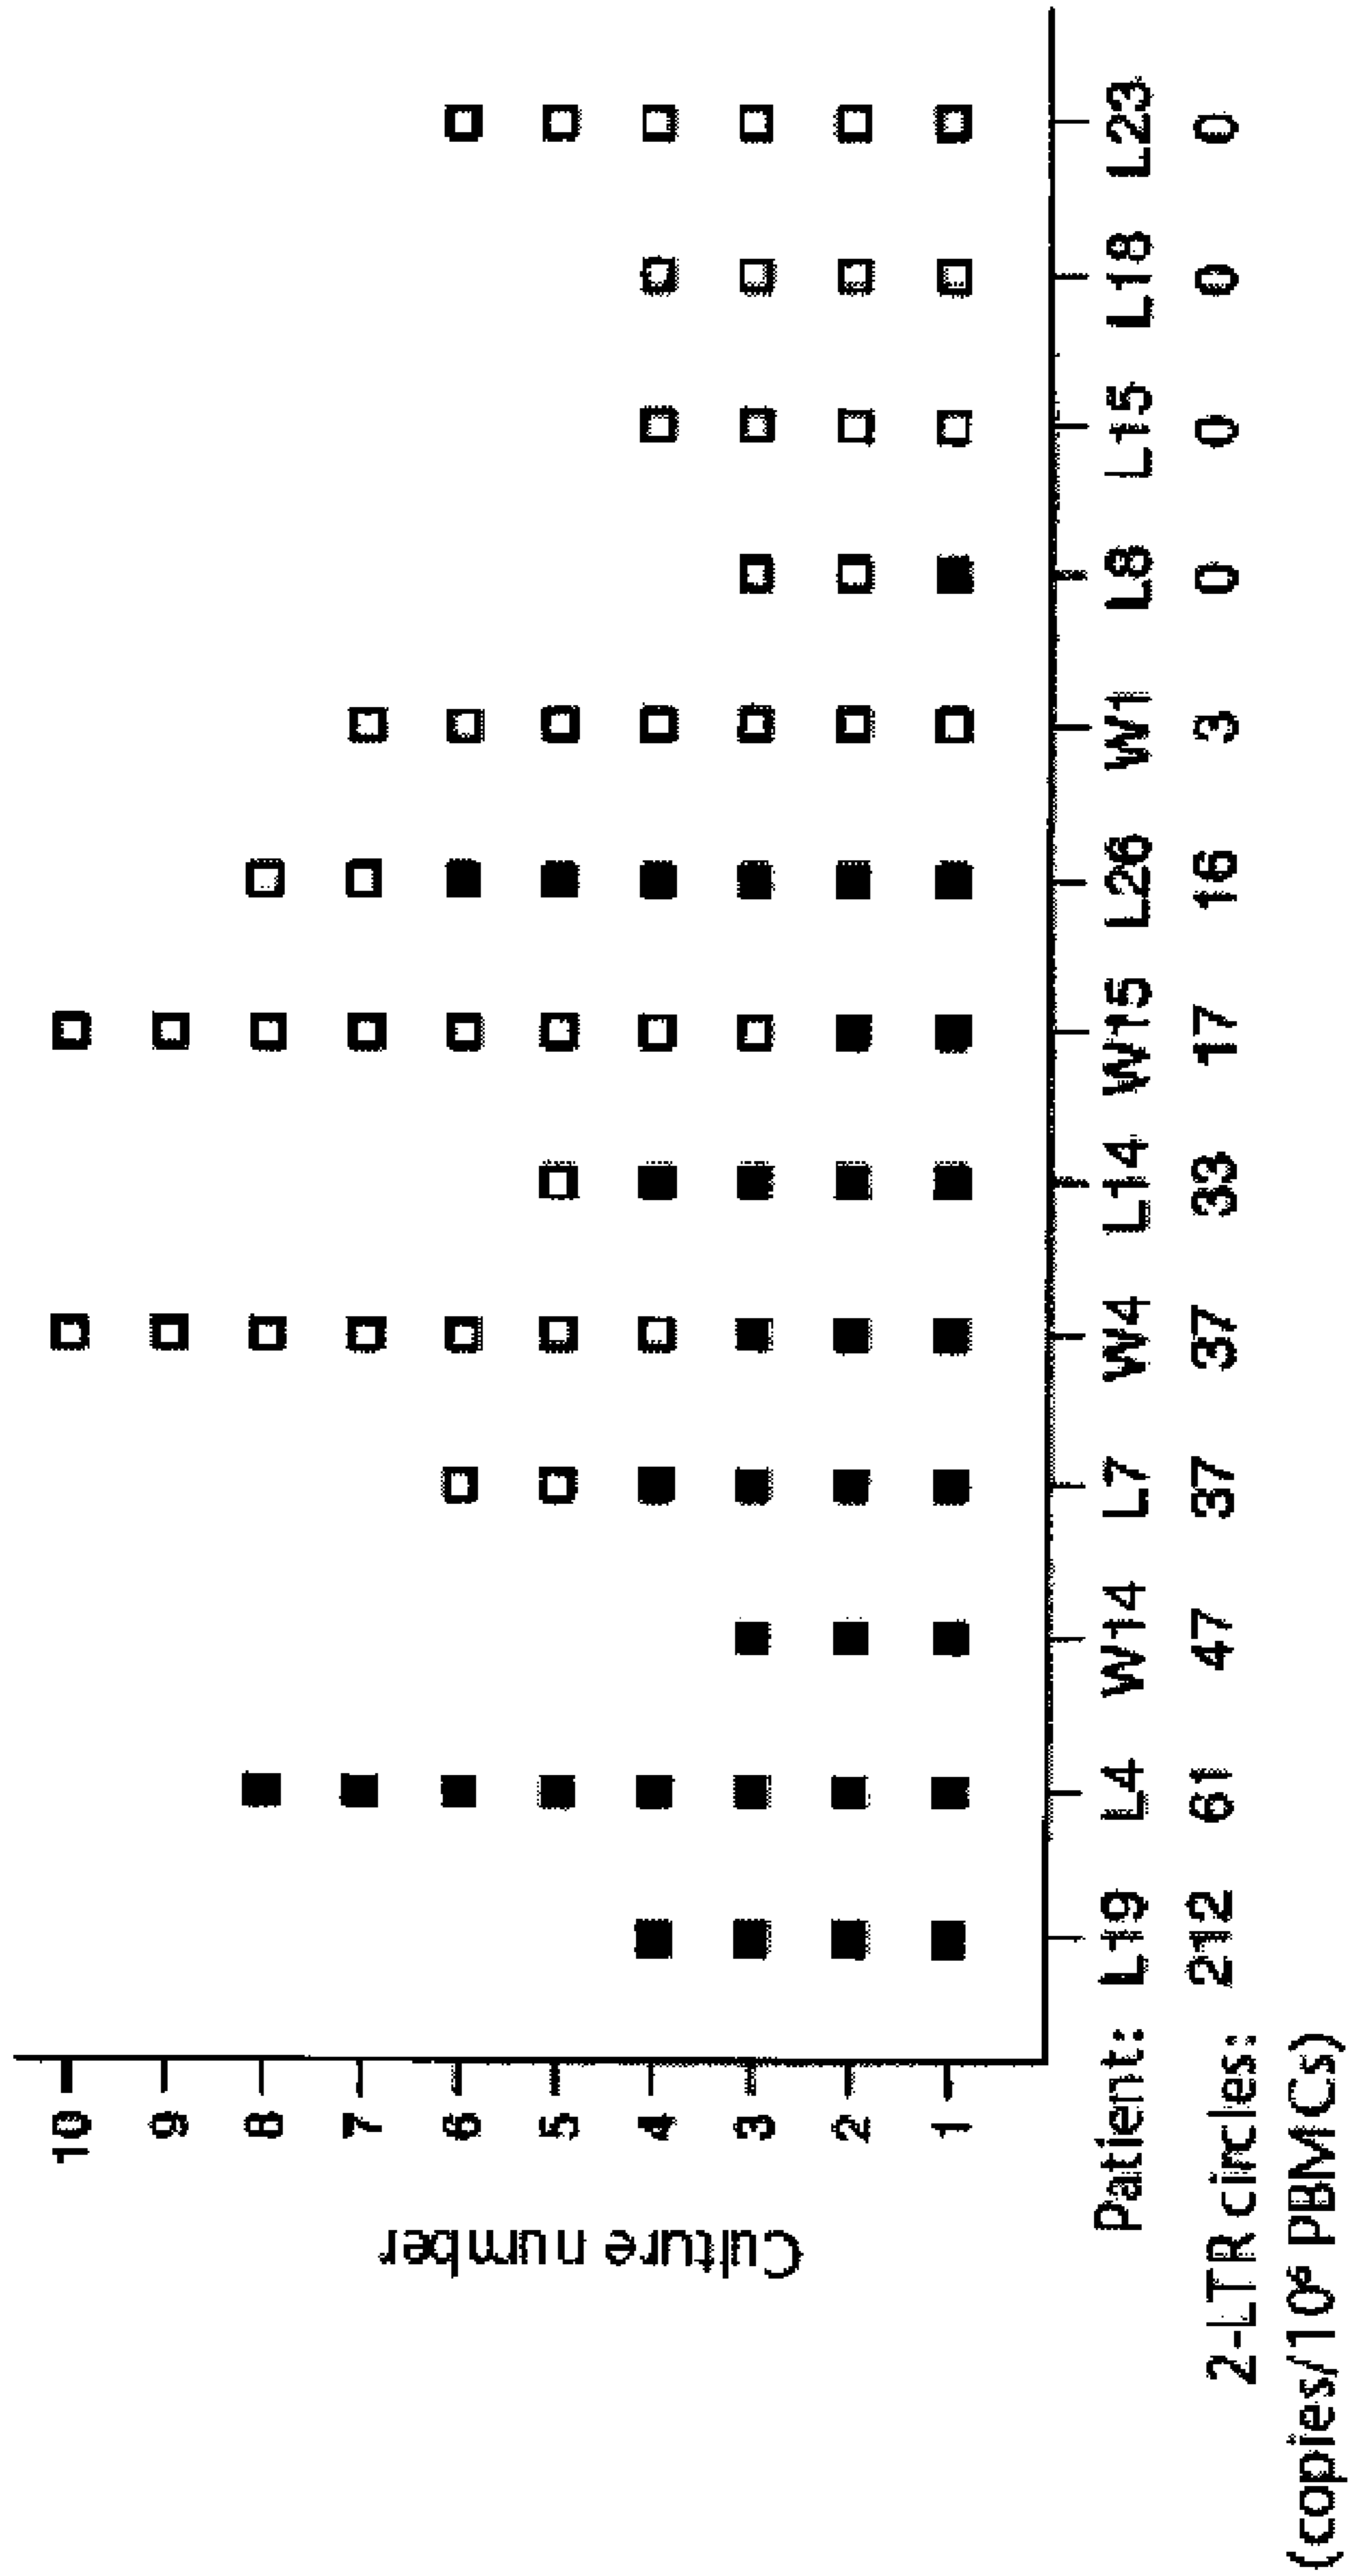 Culture number
10
9
8
7
6
5
4
3
2
1
Patient: L19 L4 W14 L7 W4 L14 W15 L26 W1 L8 L15 L18 L23
2-LTR circles: 212 61 47 37 37 33 17 16 3 0 0 0 0
(copies/10⁶ PBMCs)